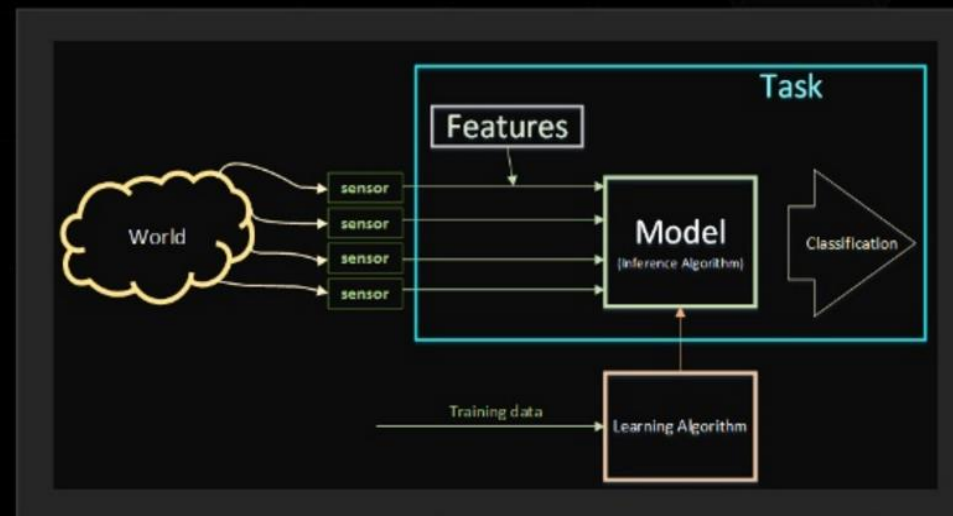 Task
Features
sensor
sensor
World
sensor
sensor
Model
(Inference Algorithm)
Classification
Training data
Learning Algorithm